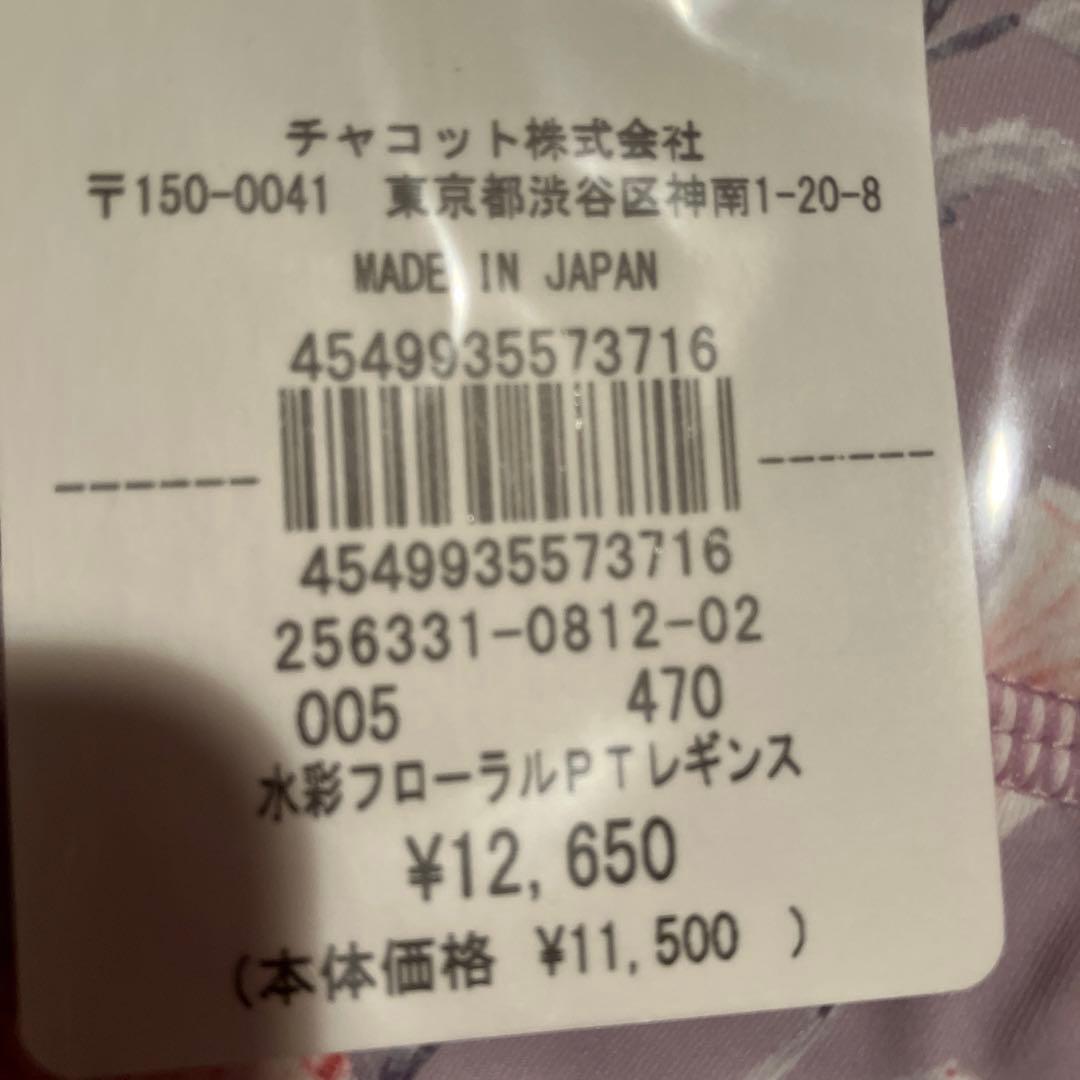 チャコット株式会社
〒150-0041 東京都渋谷区神南1-20-8
MADE IN JAPAN
4549935573716
4549935573716
256331-0812-02
005 470
水彩フローラルPTレギンス
¥12,650
(本体価格 ¥11,500 )